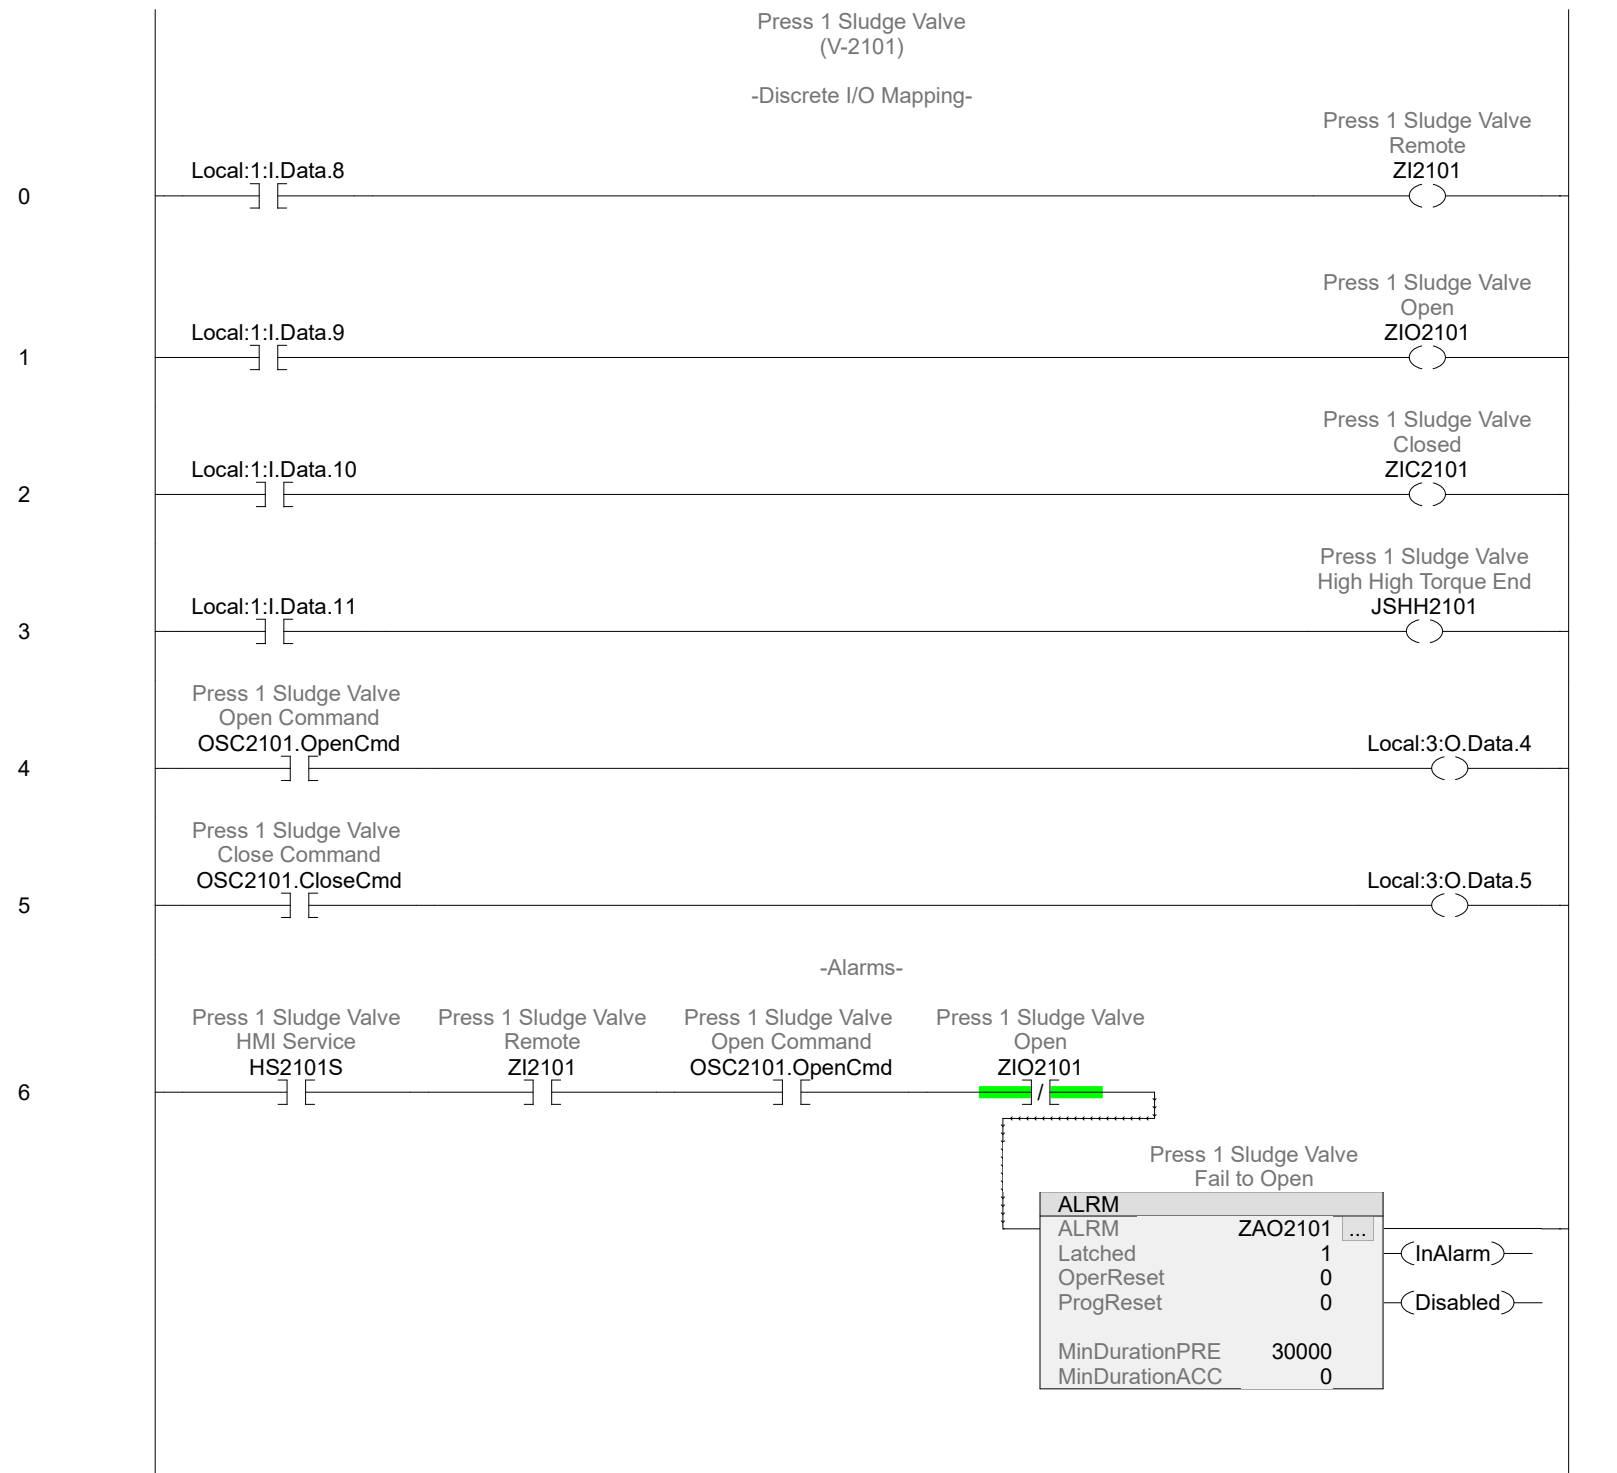 Press 1 Sludge Valve
(V-2101)
-Discrete I/O Mapping-
Press 1 Sludge Valve
Remote
Local:1:I.Data.8
ZI2101
0
Press 1 Sludge Valve
Open
Local:1:I.Data.9
ZIO2101
1
Press 1 Sludge Valve
Closed
Local:1:I.Data.10
ZIC2101
2
Press 1 Sludge Valve
High High Torque End
Local:1:I.Data.11
JSHH2101
3
Press 1 Sludge Valve
Open Command
OSC2101.OpenCmd
Local:3:O.Data.4
4
Press 1 Sludge Valve
Close Command
OSC2101.CloseCmd
Local:3:O.Data.5
5
-Alarms-
Press 1 Sludge Valve
HMI Service
HS2101S
Press 1 Sludge Valve
Remote
ZI2101
Press 1 Sludge Valve
Open Command
OSC2101.OpenCmd
Press 1 Sludge Valve
Open
ZIO2101
6
/
Press 1 Sludge Valve
Fail to Open
ALRM
ALRM ZAO2101 ...
Latched 1
InAlarm
OperReset 0
ProgReset 0
Disabled
MinDurationPRE 30000
MinDurationACC 0